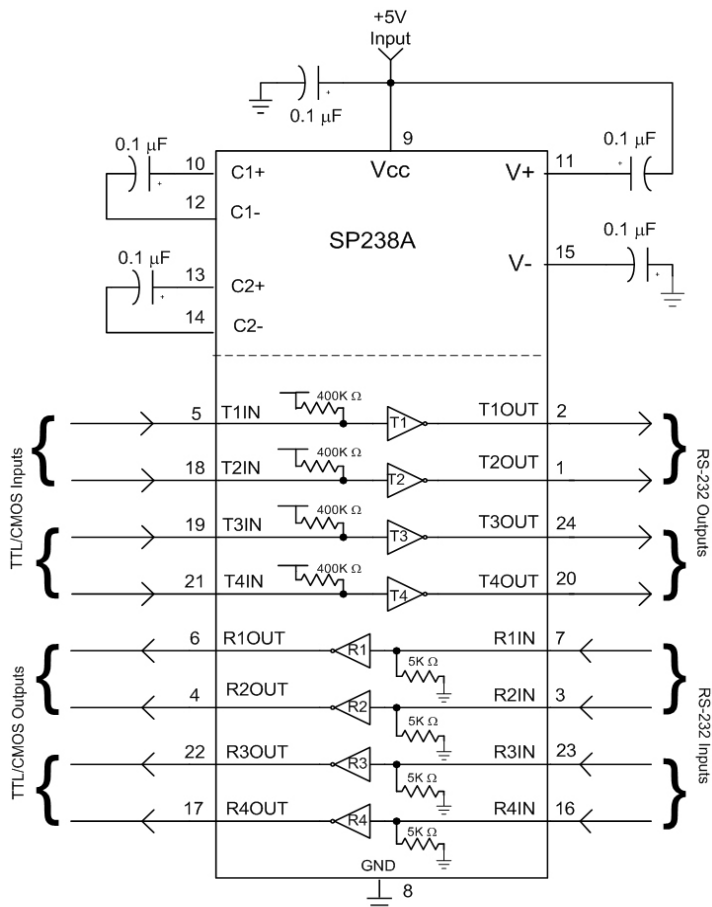 +5V
Input
0.1 µF
9
0.1 µF
10
C1+
Vcc
V+
11
0.1 µF
12
C1-
SP238A
0.1 µF
13
C2+
V-
15
0.1 µF
14
C2-
TTL/CMOS Inputs
RS-232 Outputs
5
T1IN
400K Ω
T1
T1OUT
2
18
T2IN
400K Ω
T2
T2OUT
1
19
T3IN
400K Ω
T3
T3OUT
24
21
T4IN
400K Ω
T4
T4OUT
20
TTL/CMOS Outputs
RS-232 Inputs
6
R1OUT
R1
5K Ω
R1IN
7
4
R2OUT
R2
5K Ω
R2IN
3
22
R3OUT
R3
5K Ω
R3IN
23
17
R4OUT
R4
5K Ω
R4IN
16
GND
8
+
+
+
+
+